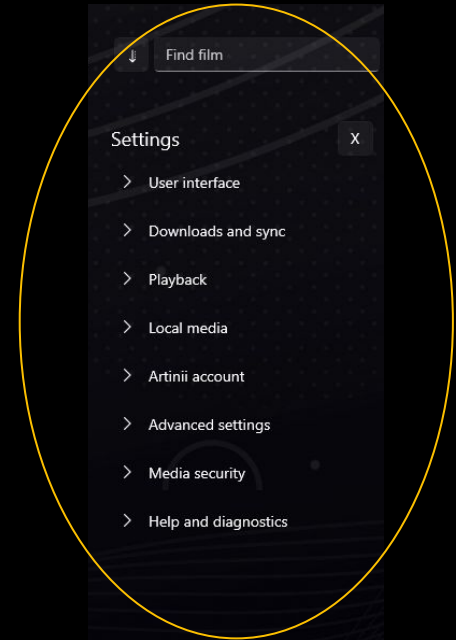 Find film
Settings
X
User interface
Downloads and sync
Playback
Local media
Artinii account
Advanced settings
Media security
Help and diagnostics